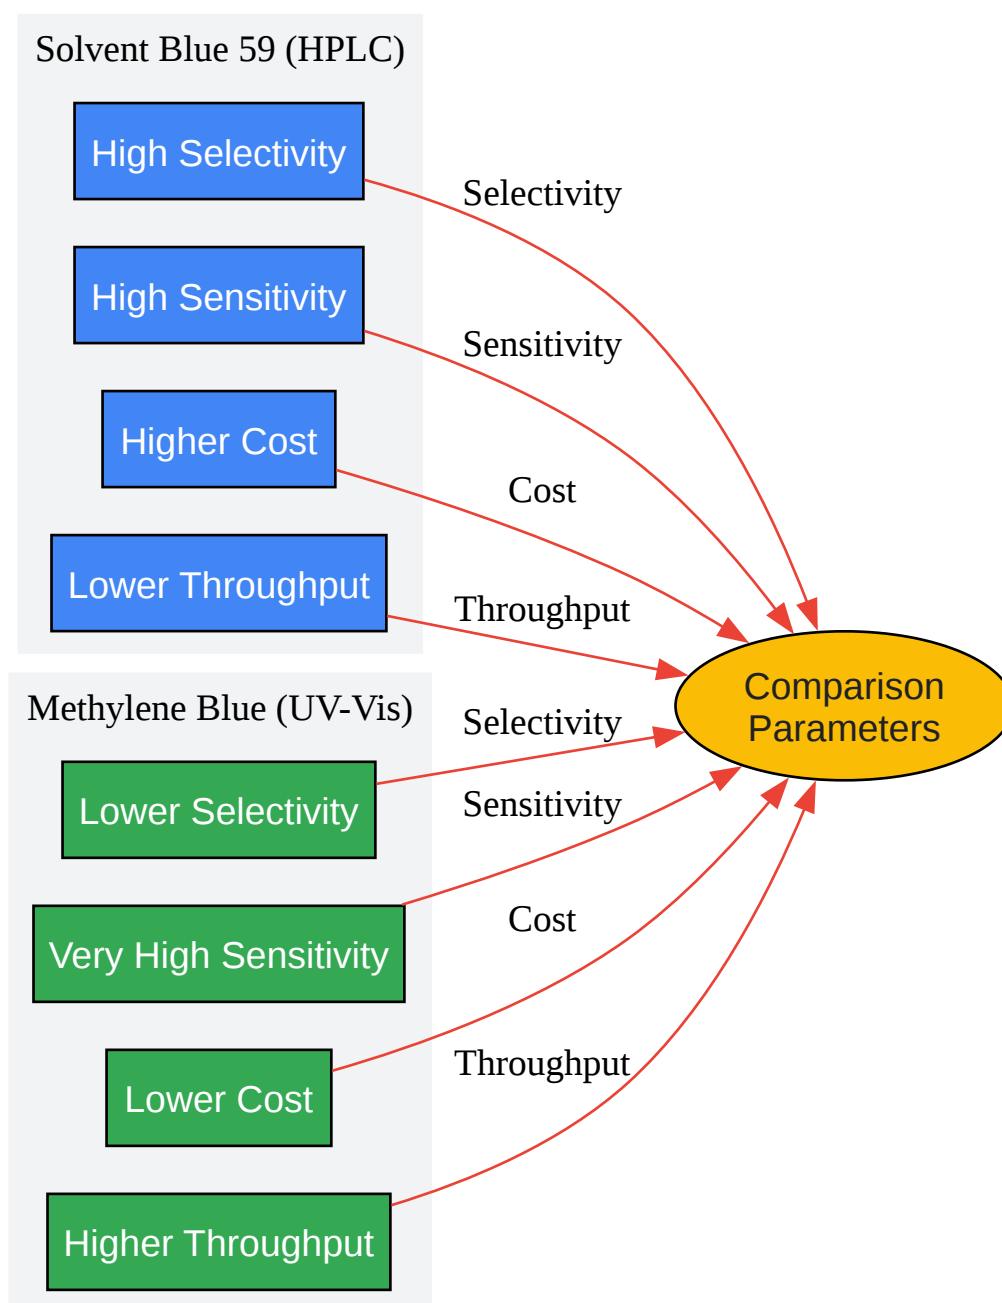 Solvent Blue 59 (HPLC)
High Selectivity
High Sensitivity
Higher Cost
Lower Throughput
Selectivity
Sensitivity
Cost
Throughput
Methylene Blue (UV-Vis)
Lower Selectivity
Very High Sensitivity
Lower Cost
Higher Throughput
Selectivity
Sensitivity
Cost
Throughput
Comparison
Parameters